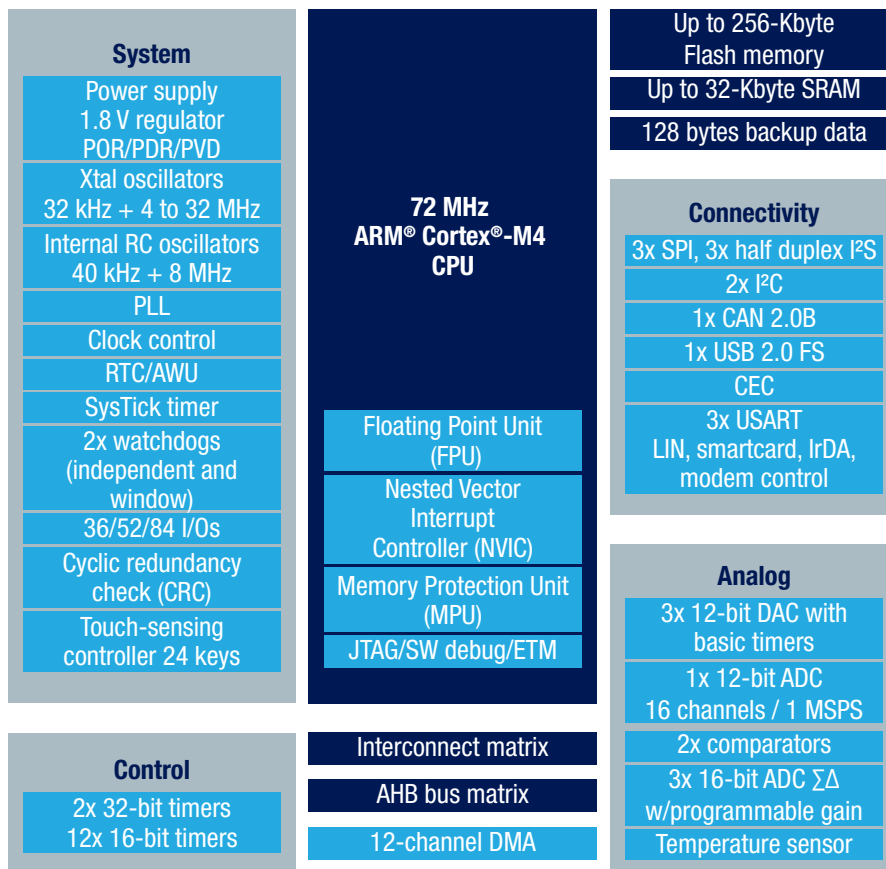 System
Power supply
1.8 V regulator
POR/PDR/PVD
Xtal oscillators
32 kHz + 4 to 32 MHz
Internal RC oscillators
40 kHz + 8 MHz
PLL
Clock control
RTC/AWU
SysTick timer
2x watchdogs
(independent and
window)
36/52/84 I/Os
Cyclic redundancy
check (CRC)
Touch-sensing
controller 24 keys
Control
2x 32-bit timers
12x 16-bit timers
72 MHz
ARM® Cortex®-M4
CPU
Floating Point Unit
(FPU)
Nested Vector
Interrupt
Controller (NVIC)
Memory Protection Unit
(MPU)
JTAG/SW debug/ETM
Interconnect matrix
AHB bus matrix
12-channel DMA
Up to 256-Kbyte
Flash memory
Up to 32-Kbyte SRAM
128 bytes backup data
Connectivity
3x SPI, 3x half duplex I²S
2x I²C
1x CAN 2.0B
1x USB 2.0 FS
CEC
3x USART
LIN, smartcard, IrDA,
modem control
Analog
3x 12-bit DAC with
basic timers
1x 12-bit ADC
16 channels / 1 MSPS
2x comparators
3x 16-bit ADC ∑∆
w/programmable gain
Temperature sensor